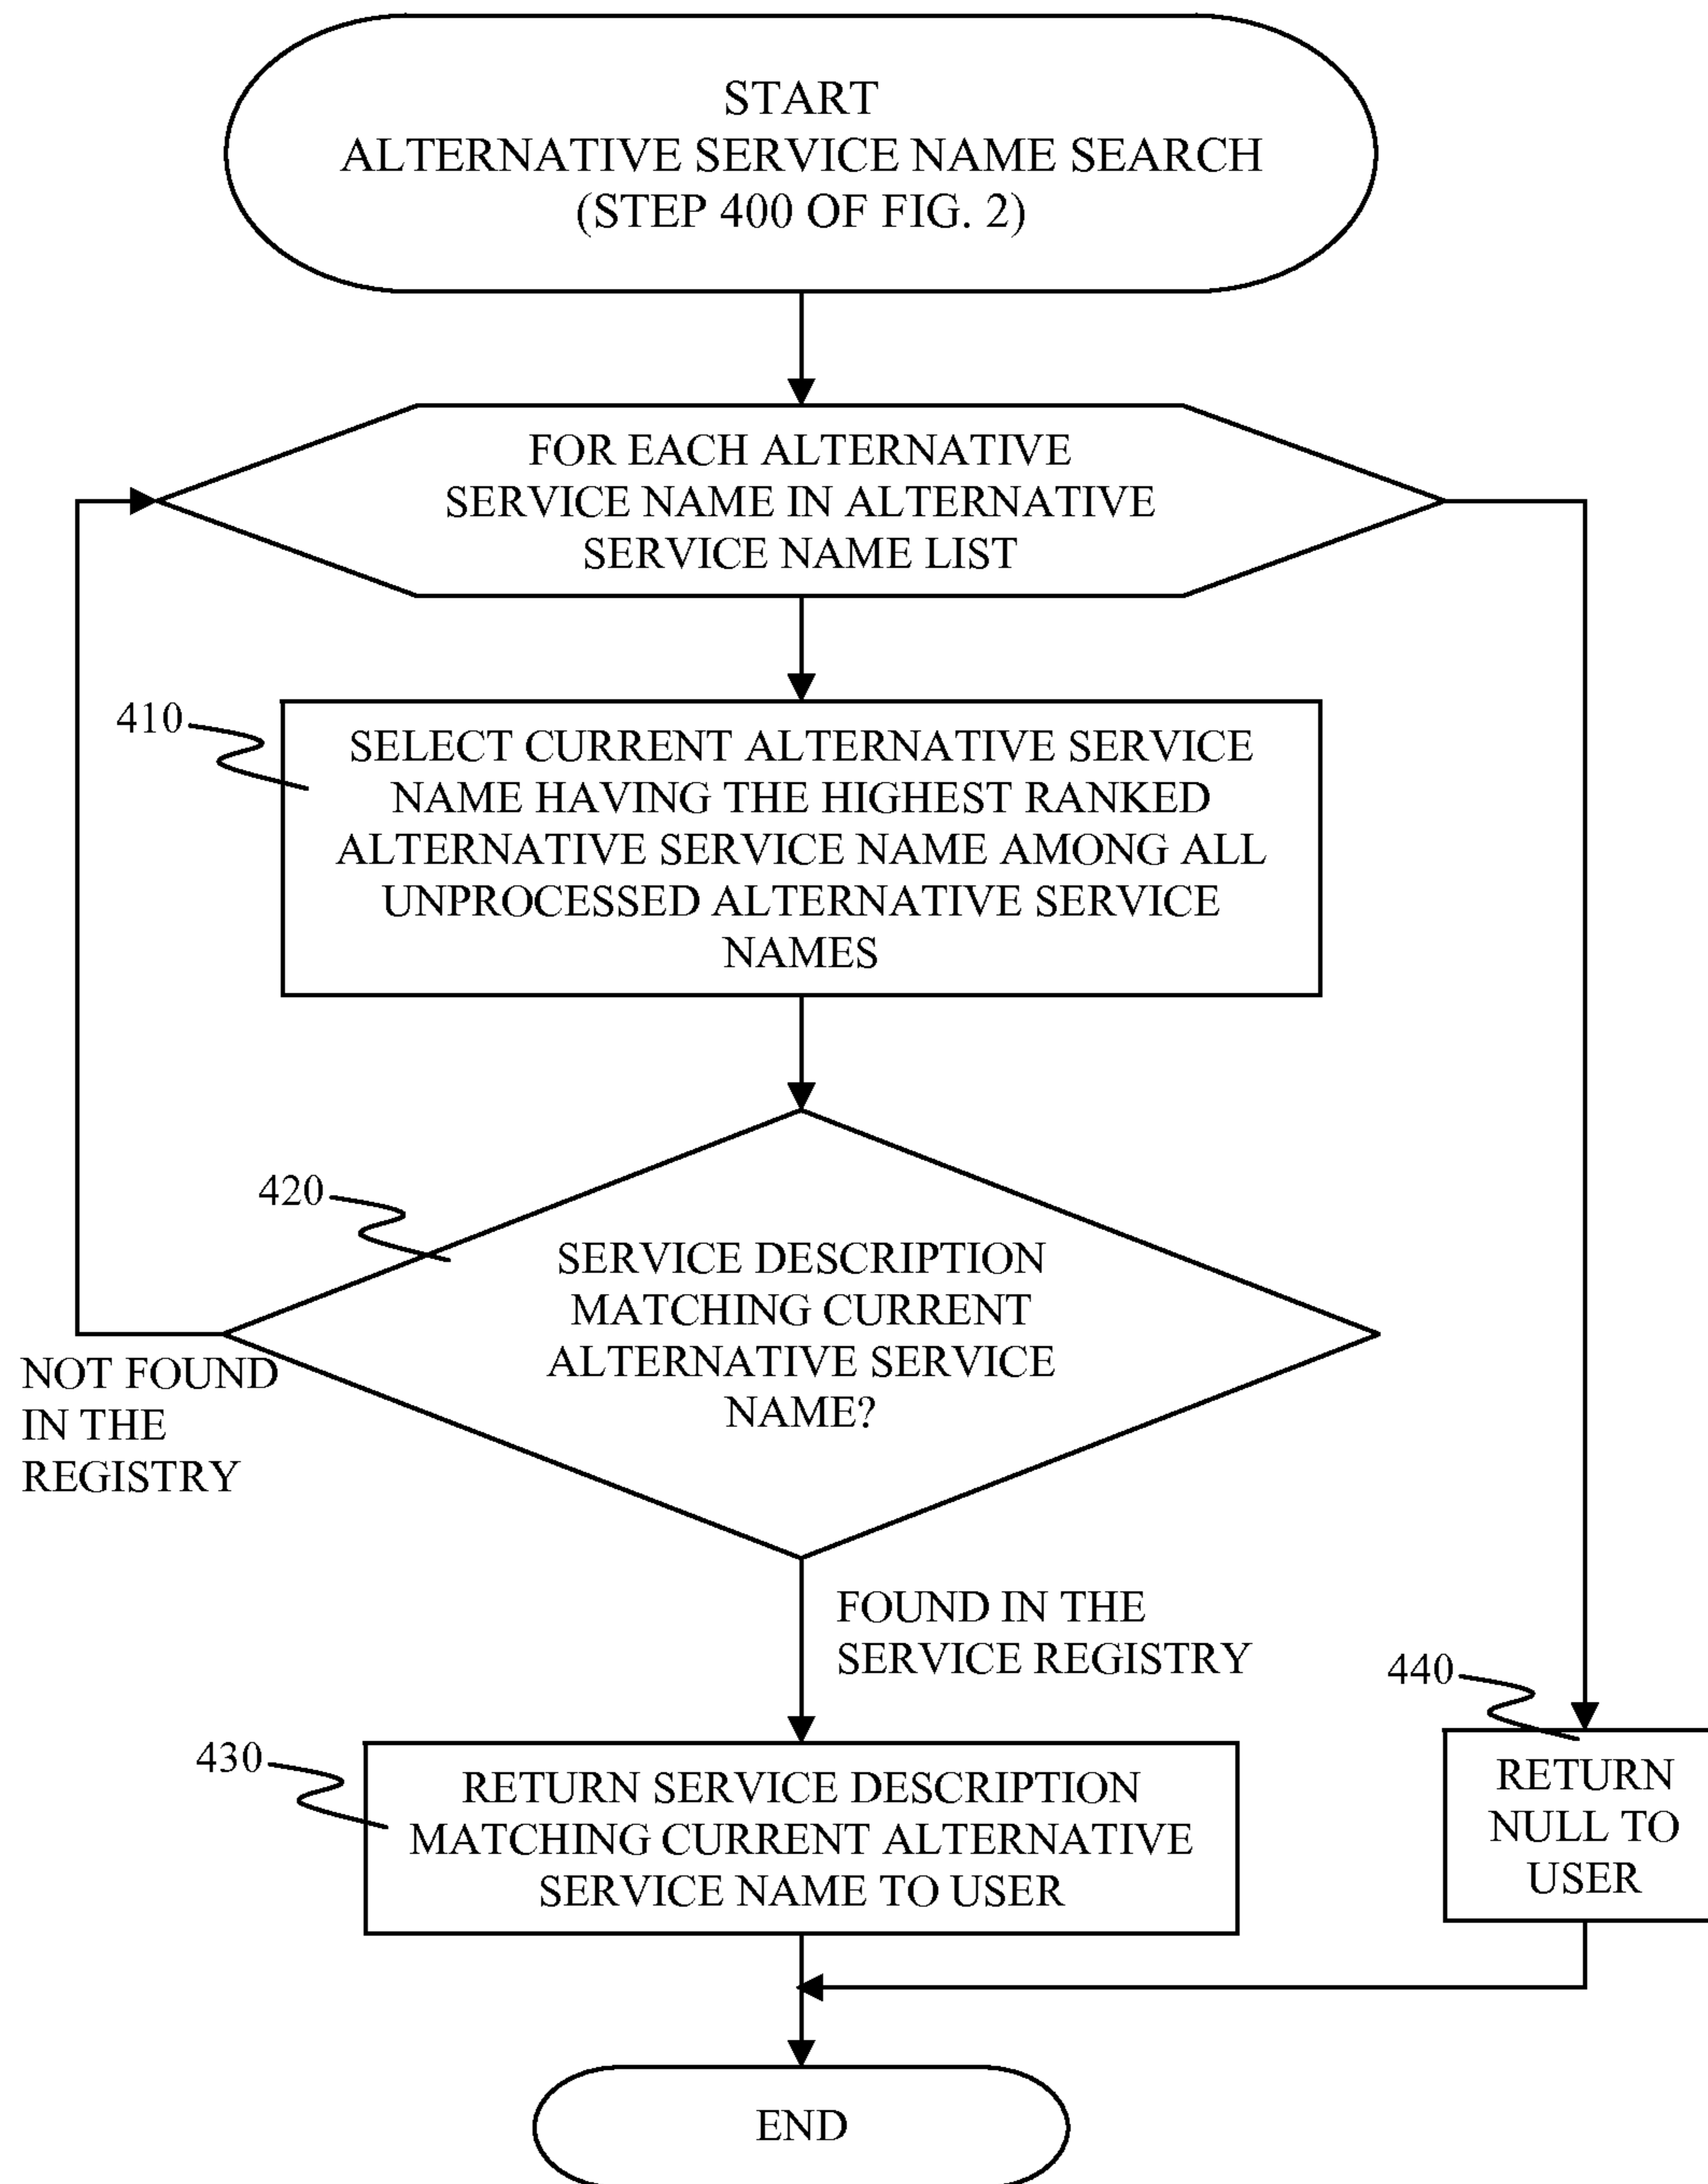 START
ALTERNATIVE SERVICE NAME SEARCH
(STEP 400 OF FIG. 2)
FOR EACH ALTERNATIVE
SERVICE NAME IN ALTERNATIVE
SERVICE NAME LIST
410
SELECT CURRENT ALTERNATIVE SERVICE
NAME HAVING THE HIGHEST RANKED
ALTERNATIVE SERVICE NAME AMONG ALL
UNPROCESSED ALTERNATIVE SERVICE
NAMES
420
SERVICE DESCRIPTION
MATCHING CURRENT
ALTERNATIVE SERVICE
NAME?
NOT FOUND
IN THE
REGISTRY
FOUND IN THE
SERVICE REGISTRY
430
RETURN SERVICE DESCRIPTION
MATCHING CURRENT ALTERNATIVE
SERVICE NAME TO USER
440
RETURN
NULL TO
USER
END